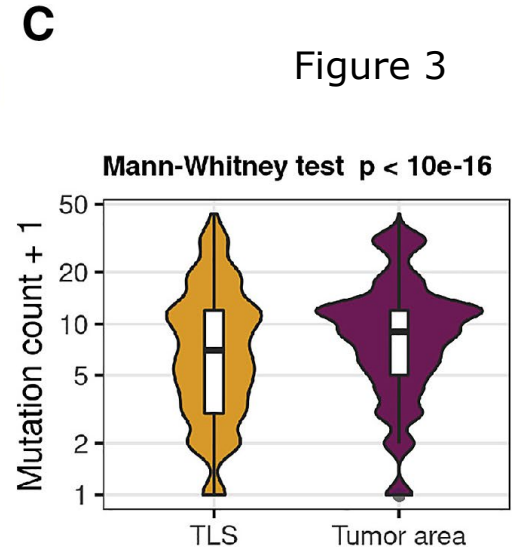 C
Figure 3
Mann-Whitney test p < 10e-16
Mutation count + 1
50
20
10
5
2
1
TLS
Tumor area